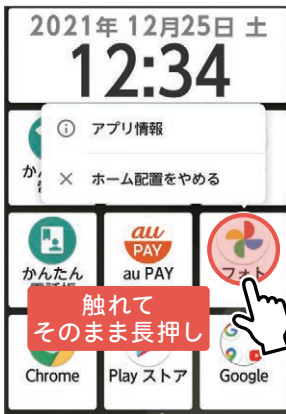 2021年 12月25日 土
12:34
アプリ情報
か
ホーム配置をやめる
かんたん
au
PAY
au PAY
フォト
触れて
そのまま長押し
Chrome
Play ストア
Google